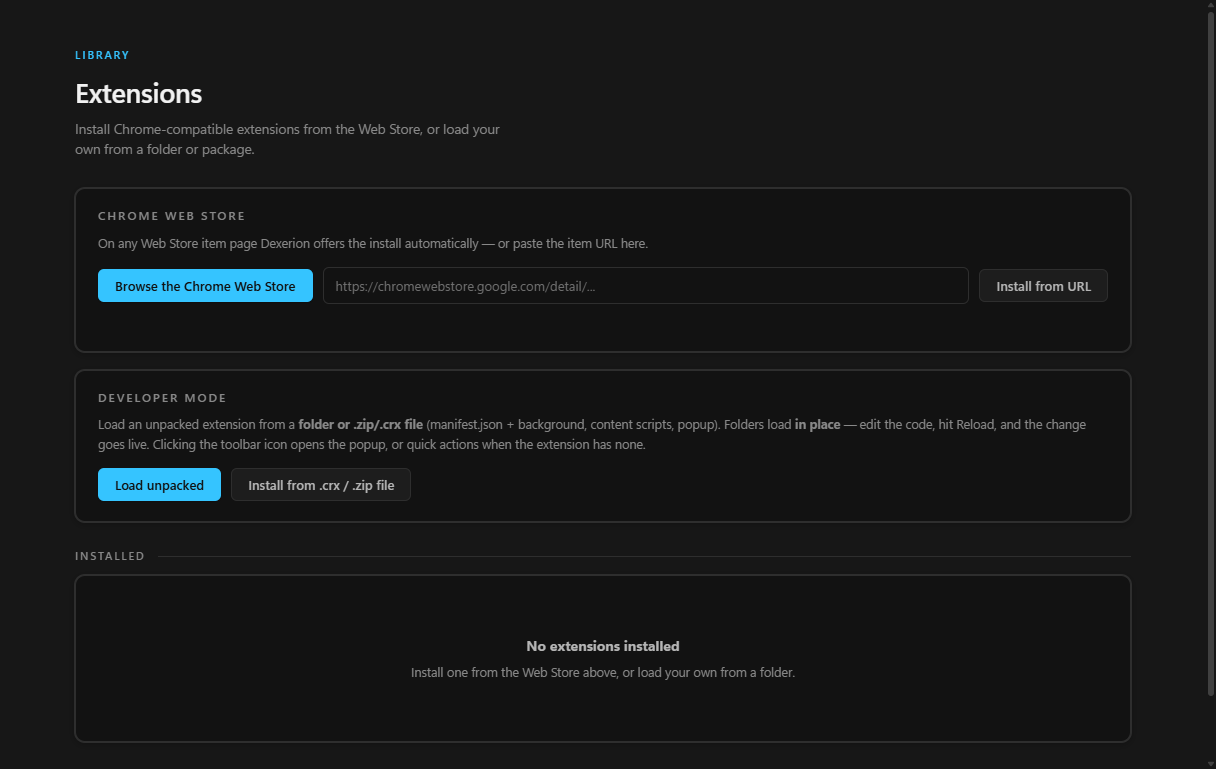 LIBRARY
Extensions
Install Chrome-compatible extensions from the Web Store, or load your
own from a folder or package.
CHROME WEB STORE
On any Web Store item page Dexerion offers the install automatically — or paste the item URL here.
Browse the Chrome Web Store
https://chromewebstore.google.com/detail/...
Install from URL
DEVELOPER MODE
Load an unpacked extension from a folder or .zip/.crx file (manifest.json + background, content scripts, popup). Folders load in place — edit the code, hit Reload, and the change
goes live. Clicking the toolbar icon opens the popup, or quick actions when the extension has none.
Load unpacked
Install from .crx / .zip file
INSTALLED
No extensions installed
Install one from the Web Store above, or load your own from a folder.